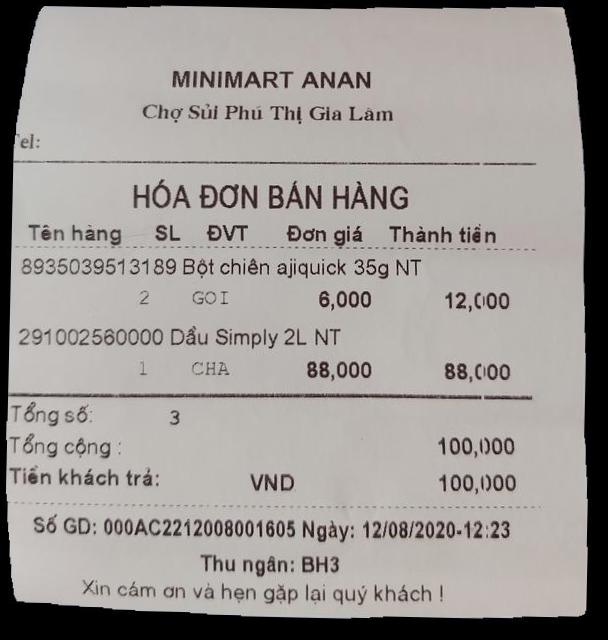 MINIMART ANAN
Chợ Sủi Phú Thị Gia Lâm
Tel:
HÓA ĐƠN BÁN HÀNG
Tên hàng SL ĐVT Đơn giá Thành tiền
8935039513189 Bột chiên ajiquick 35g NT
2 GOI 6,000 12,000
291002560000 Dầu Simply 2L NT
1 CHA 88,000 88,000
Tổng số: 3
Tổng cộng : 100,000
Tiền khách trả: VND 100,000
Số GD: 000AC2212008001605 Ngày: 12/08/2020-12:23
Thu ngân: BH3
Xin cám ơn và hẹn gặp lại quý khách !